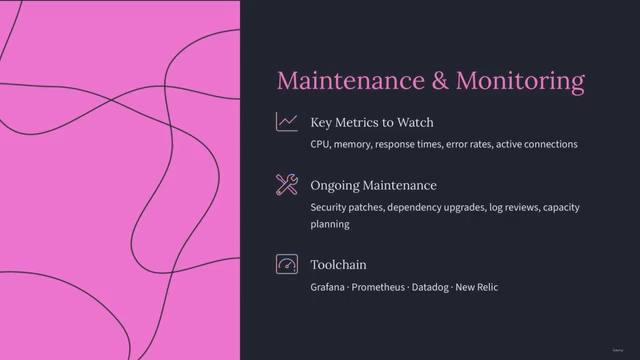 Maintenance & Monitoring
Key Metrics to Watch
CPU, memory, response times, error rates, active connections
Ongoing Maintenance
Security patches, dependency upgrades, log reviews, capacity
planning
Toolchain
Grafana · Prometheus · Datadog · New Relic